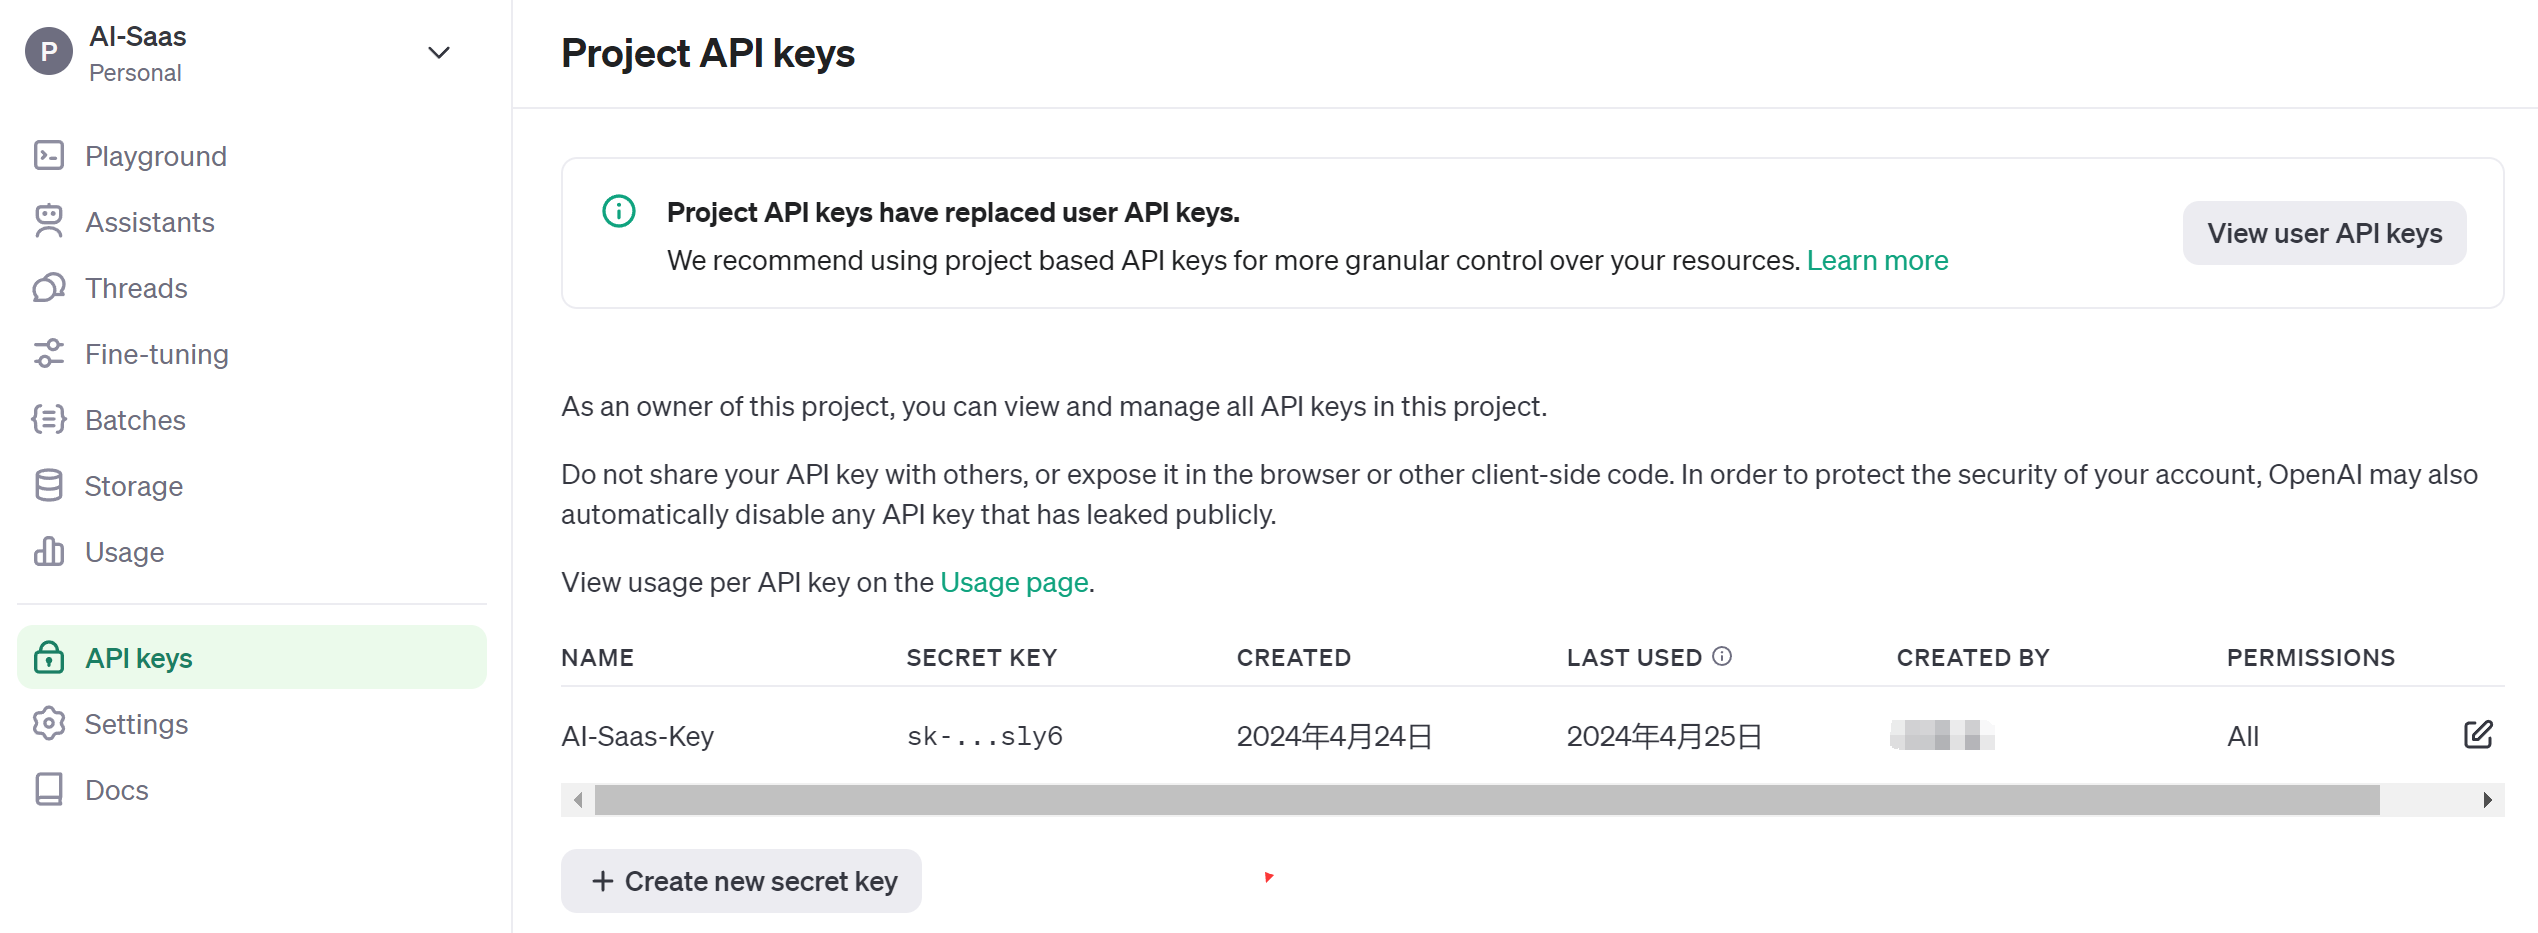 P
AI-Saas
Personal
Playground
Assistants
Threads
Fine-tuning
Batches
Storage
Usage
API keys
Settings
Docs
Project API keys
Project API keys have replaced user API keys.
We recommend using project based API keys for more granular control over your resources. Learn more
View user API keys
As an owner of this project, you can view and manage all API keys in this project.
Do not share your API key with others, or expose it in the browser or other client-side code. In order to protect the security of your account, OpenAI may also
automatically disable any API key that has leaked publicly.
View usage per API key on the Usage page.
NAME SECRET KEY CREATED LAST USED CREATED BY PERMISSIONS
AI-Saas-Key sk-...sly6 2024年4月24日 2024年4月25日 All
+ Create new secret key